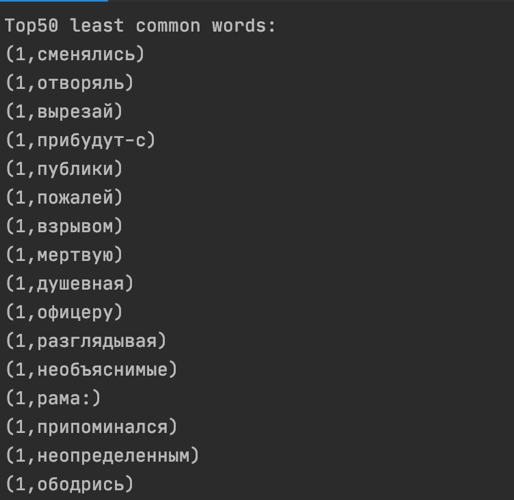 Top50 least common words:
(1,сменялись)
(1,отворяль)
(1,вырезай)
(1,прибудут-с)
(1,публики)
(1,пожалей)
(1,взрывом)
(1,мертвую)
(1,душевная)
(1,офицеру)
(1,разглядывая)
(1,необъяснимые)
(1,рама:)
(1,припоминался)
(1,неопределенным)
(1,ободрись)